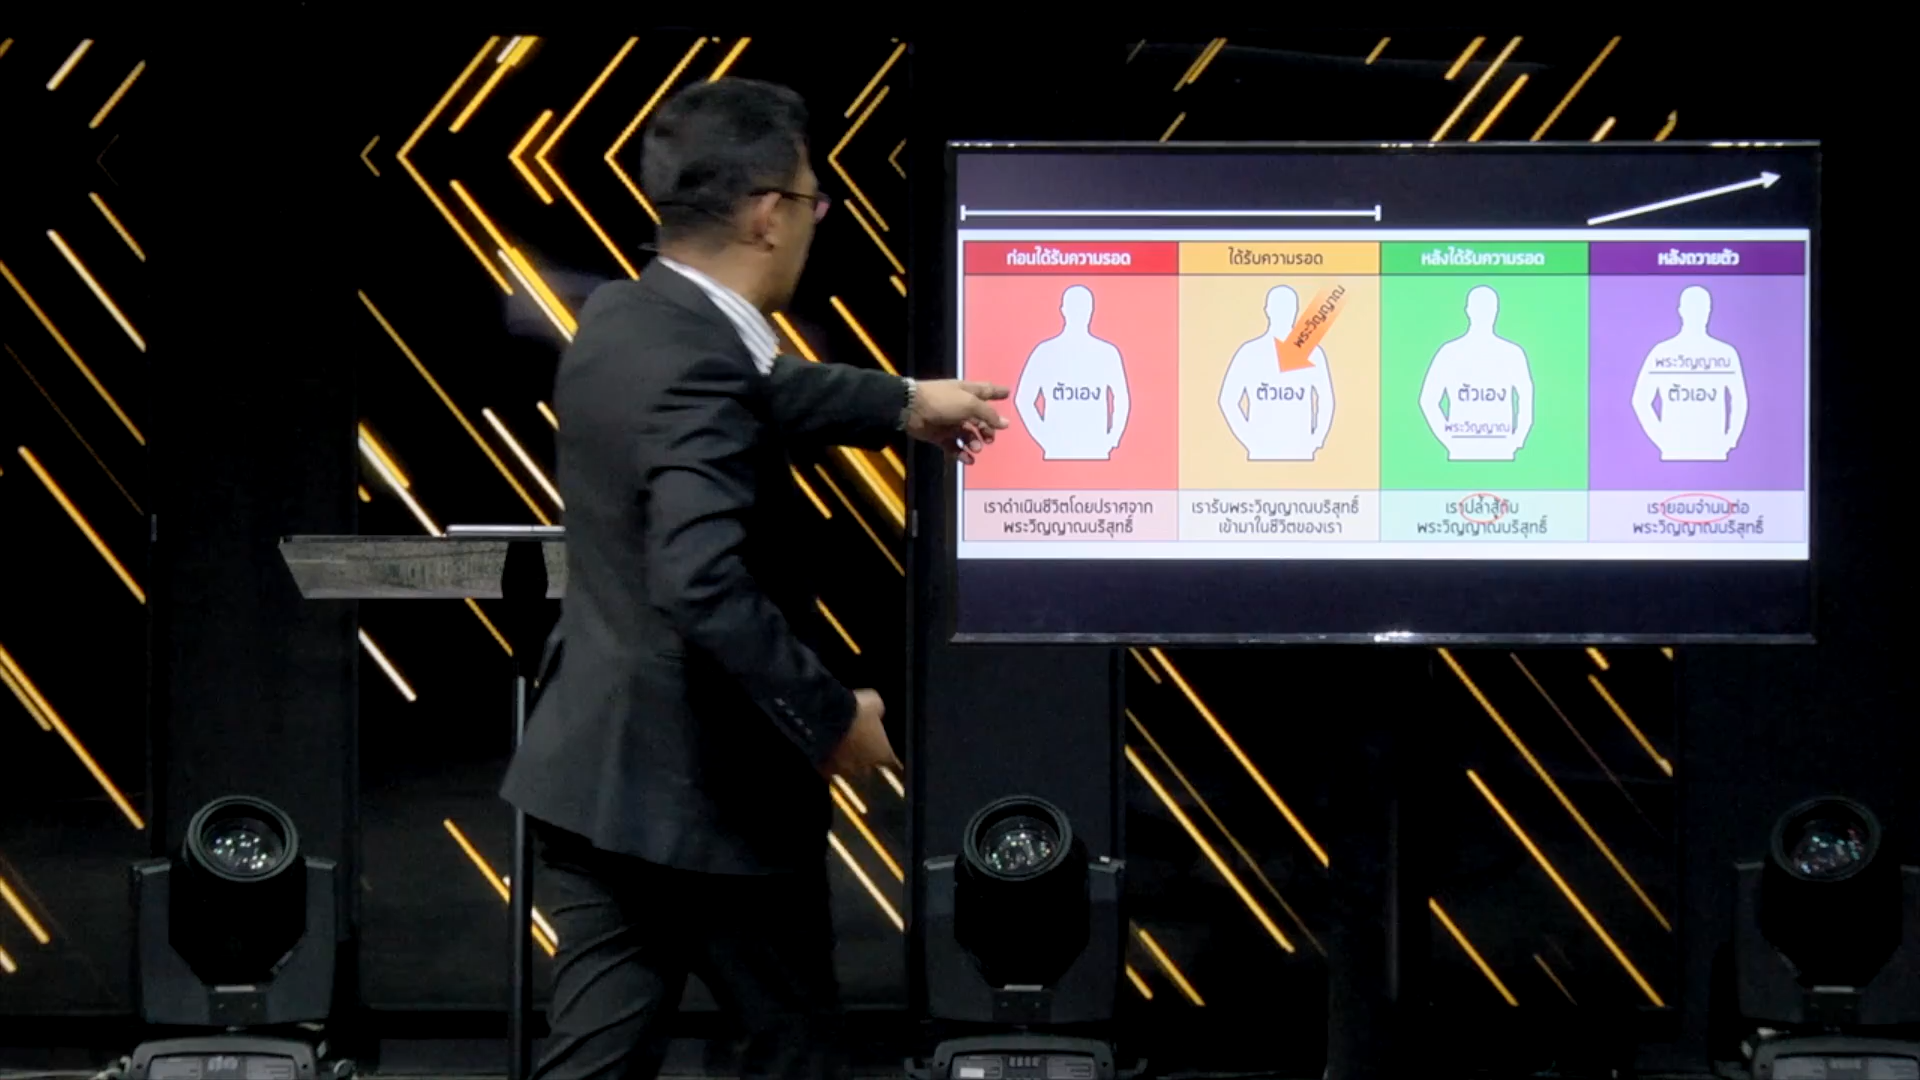 ก่อนได้รับความรอด
ได้รับความรอด
หลังได้รับความรอด
หลังถวายตัว
ตัวเอง
พระวิญญาณ
ตัวเอง
ตัวเอง
พระวิญญาณ
พระวิญญาณ
ตัวเอง
เราดำเนินชีวิตโดยปราศจาก
พระวิญญาณบริสุทธิ์
เรารับพระวิญญาณบริสุทธิ์
เข้ามาในชีวิตของเรา
เราปล้ำสู้กับ
พระวิญญาณบริสุทธิ์
เรายอมจำนนต่อ
พระวิญญาณบริสุทธิ์